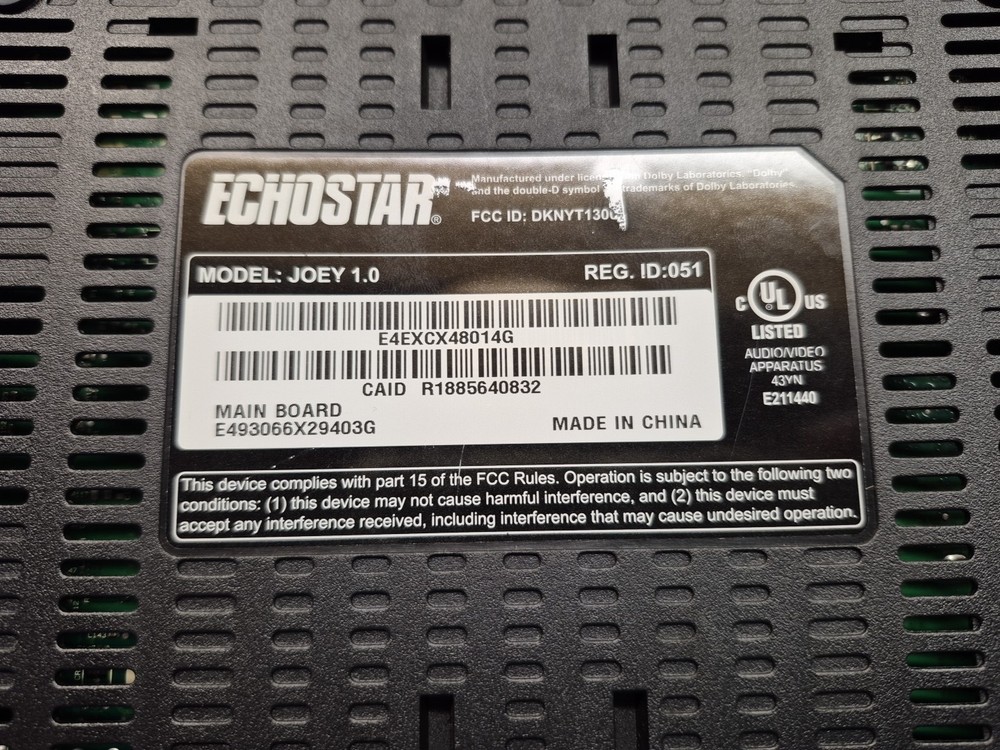 ECHOSTAR®
Manufactured under Dolby Laboratories. "Dolby"
and the double-D symbol trademarks of Dolby Laboratories
FCC ID:
MODEL: JOEY 1.0
REG. ID:051
E4EXCX48014G
CAID R1885640832
MAIN BOARD
E493066X29403G
MADE IN CHINA
C UL US
®
LISTED
AUDIO/VIDEO
APPARATUS
43YN
E211440
This device complies with part 15 of the FCC Rules. Operation is subject to the following two
conditions: (1) this device may not cause harmful interference, and (2) this device must
accept any interference received, including interference that may cause undesired operation.